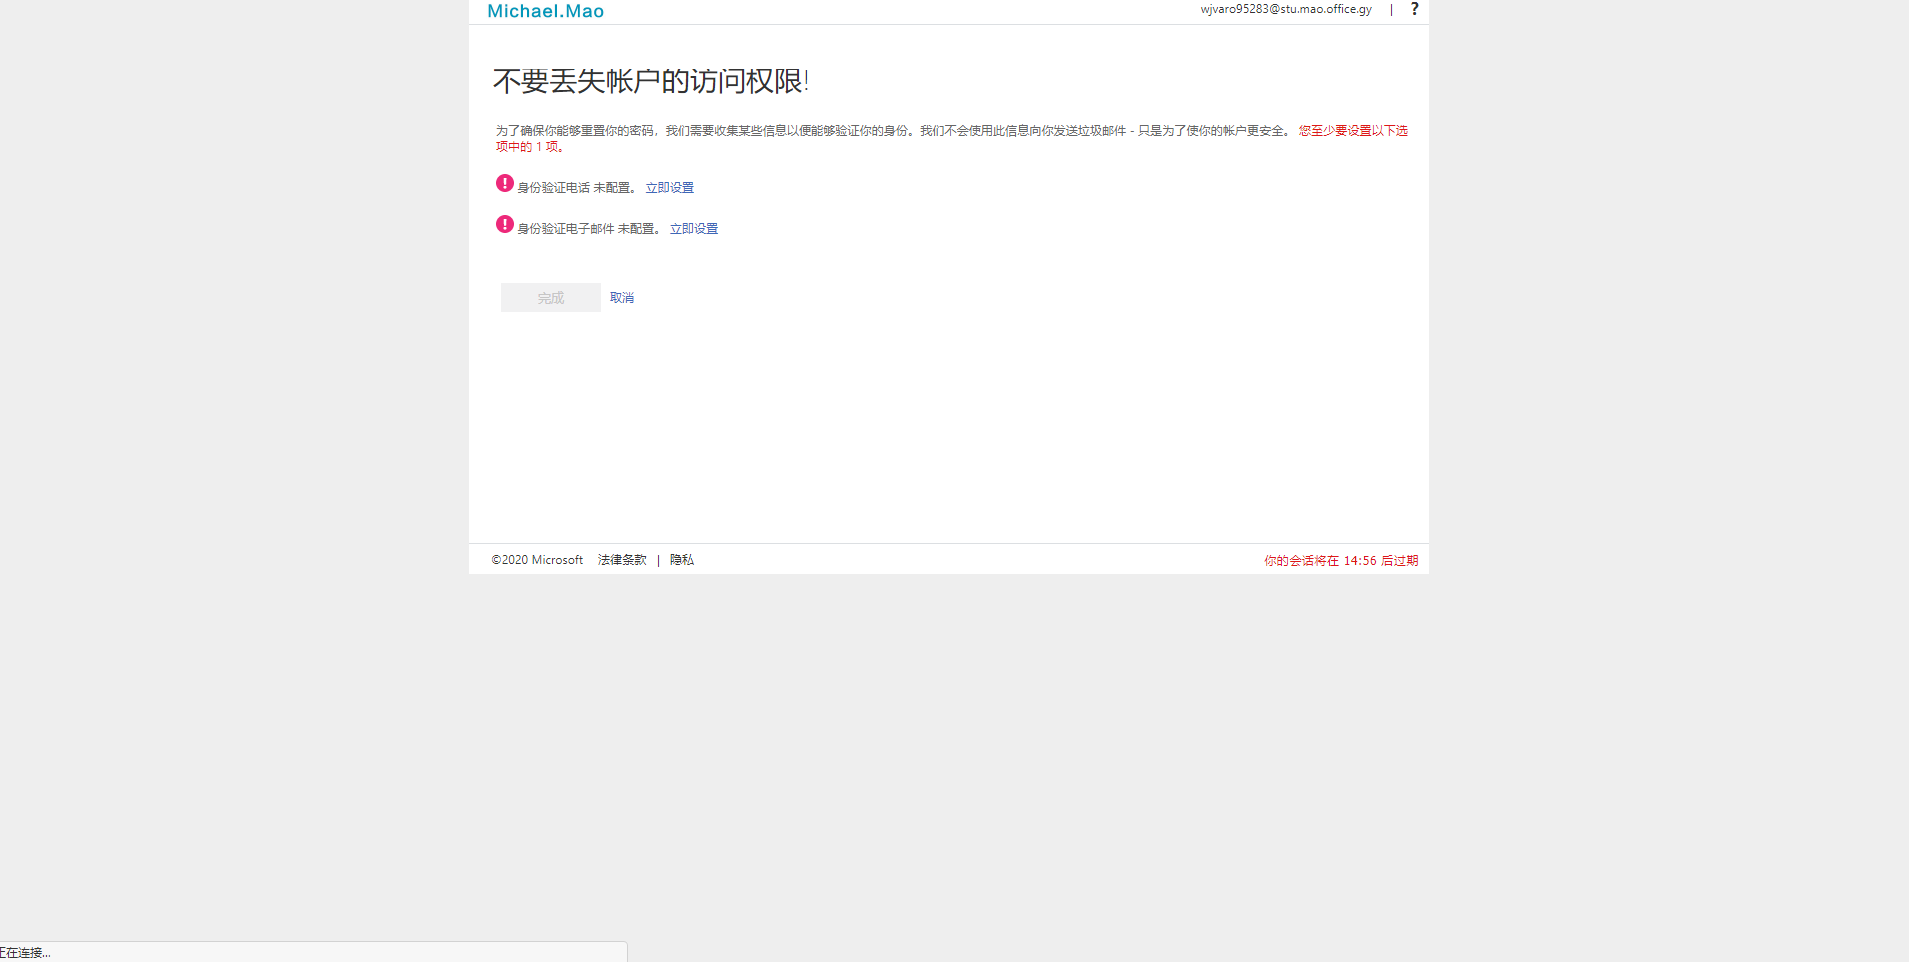 Michael.Mao
wjvaro95283@stu.mao.office.gy | ?
不要丢失帐户的访问权限!
为了确保你能够重置你的密码，我们需要收集某些信息以便能够验证你的身份。我们不会使用此信息向你发送垃圾邮件 - 只是为了使你的帐户更安全。 您至少要设置以下选
项中的 1 项。
身份验证电话 未配置。 立即设置
身份验证电子邮件 未配置。 立即设置
完成 取消
©2020 Microsoft 法律条款 | 隐私 你的会话将在 14:56 后过期
正在连接...